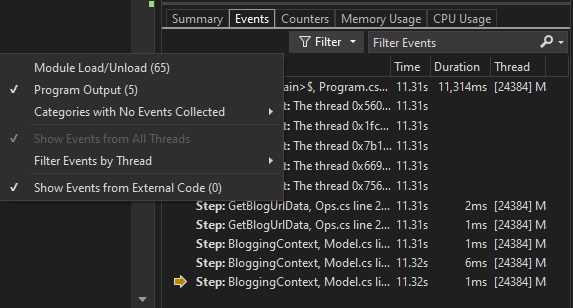 Summary Events Counters Memory Usage CPU Usage
Filter Filter Events
Time Duration Thread
Module Load/Unload (65)
Program Output (5)
Categories with No Events Collected
Show Events from All Threads
Filter Events by Thread
Show Events from External Code (0)
ain>$, Program.cs... 11.31s 11,314ms [24384] M
t: The thread 0x560... 11.31s
t: The thread 0x1fc... 11.31s
t: The thread 0x7b1... 11.31s
t: The thread 0x669... 11.31s
t: The thread 0x756... 11.31s
Step: GetBlogUrlData, Ops.cs line 2... 11.31s 2ms [24384] M
Step: GetBlogUrlData, Ops.cs line 2... 11.31s 1ms [24384] M
Step: BloggingContext, Model.cs li... 11.31s 1ms [24384] M
Step: BloggingContext, Model.cs li... 11.32s 6ms [24384] M
Step: BloggingContext, Model.cs li... 11.32s 1ms [24384] M